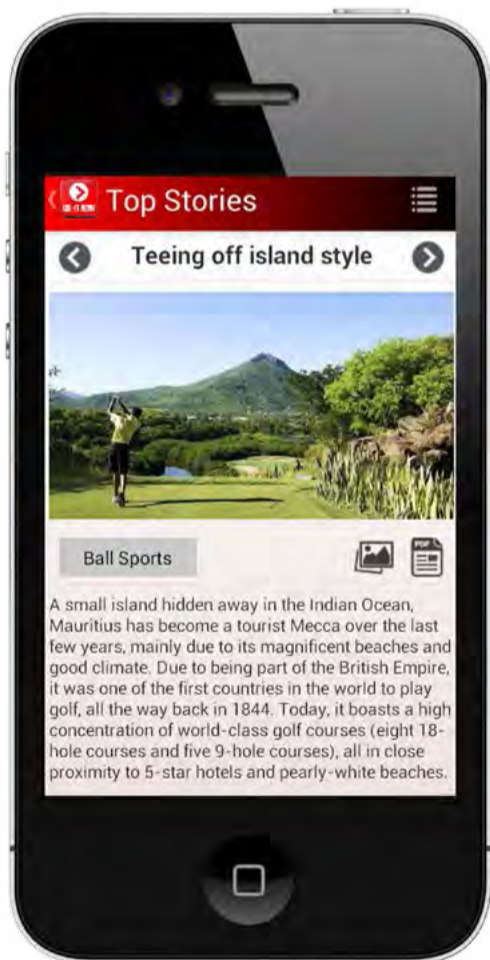 Top Stories
Teeing off island style
Ball Sports
PDF
A small island hidden away in the Indian Ocean,
Mauritius has become a tourist Mecca over the last
few years, mainly due to its magnificent beaches and
good climate. Due to being part of the British Empire,
it was one of the first countries in the world to play
golf, all the way back in 1844. Today, it boasts a high
concentration of world-class golf courses (eight 18-
hole courses and five 9-hole courses), all in close
proximity to 5-star hotels and pearly-white beaches.